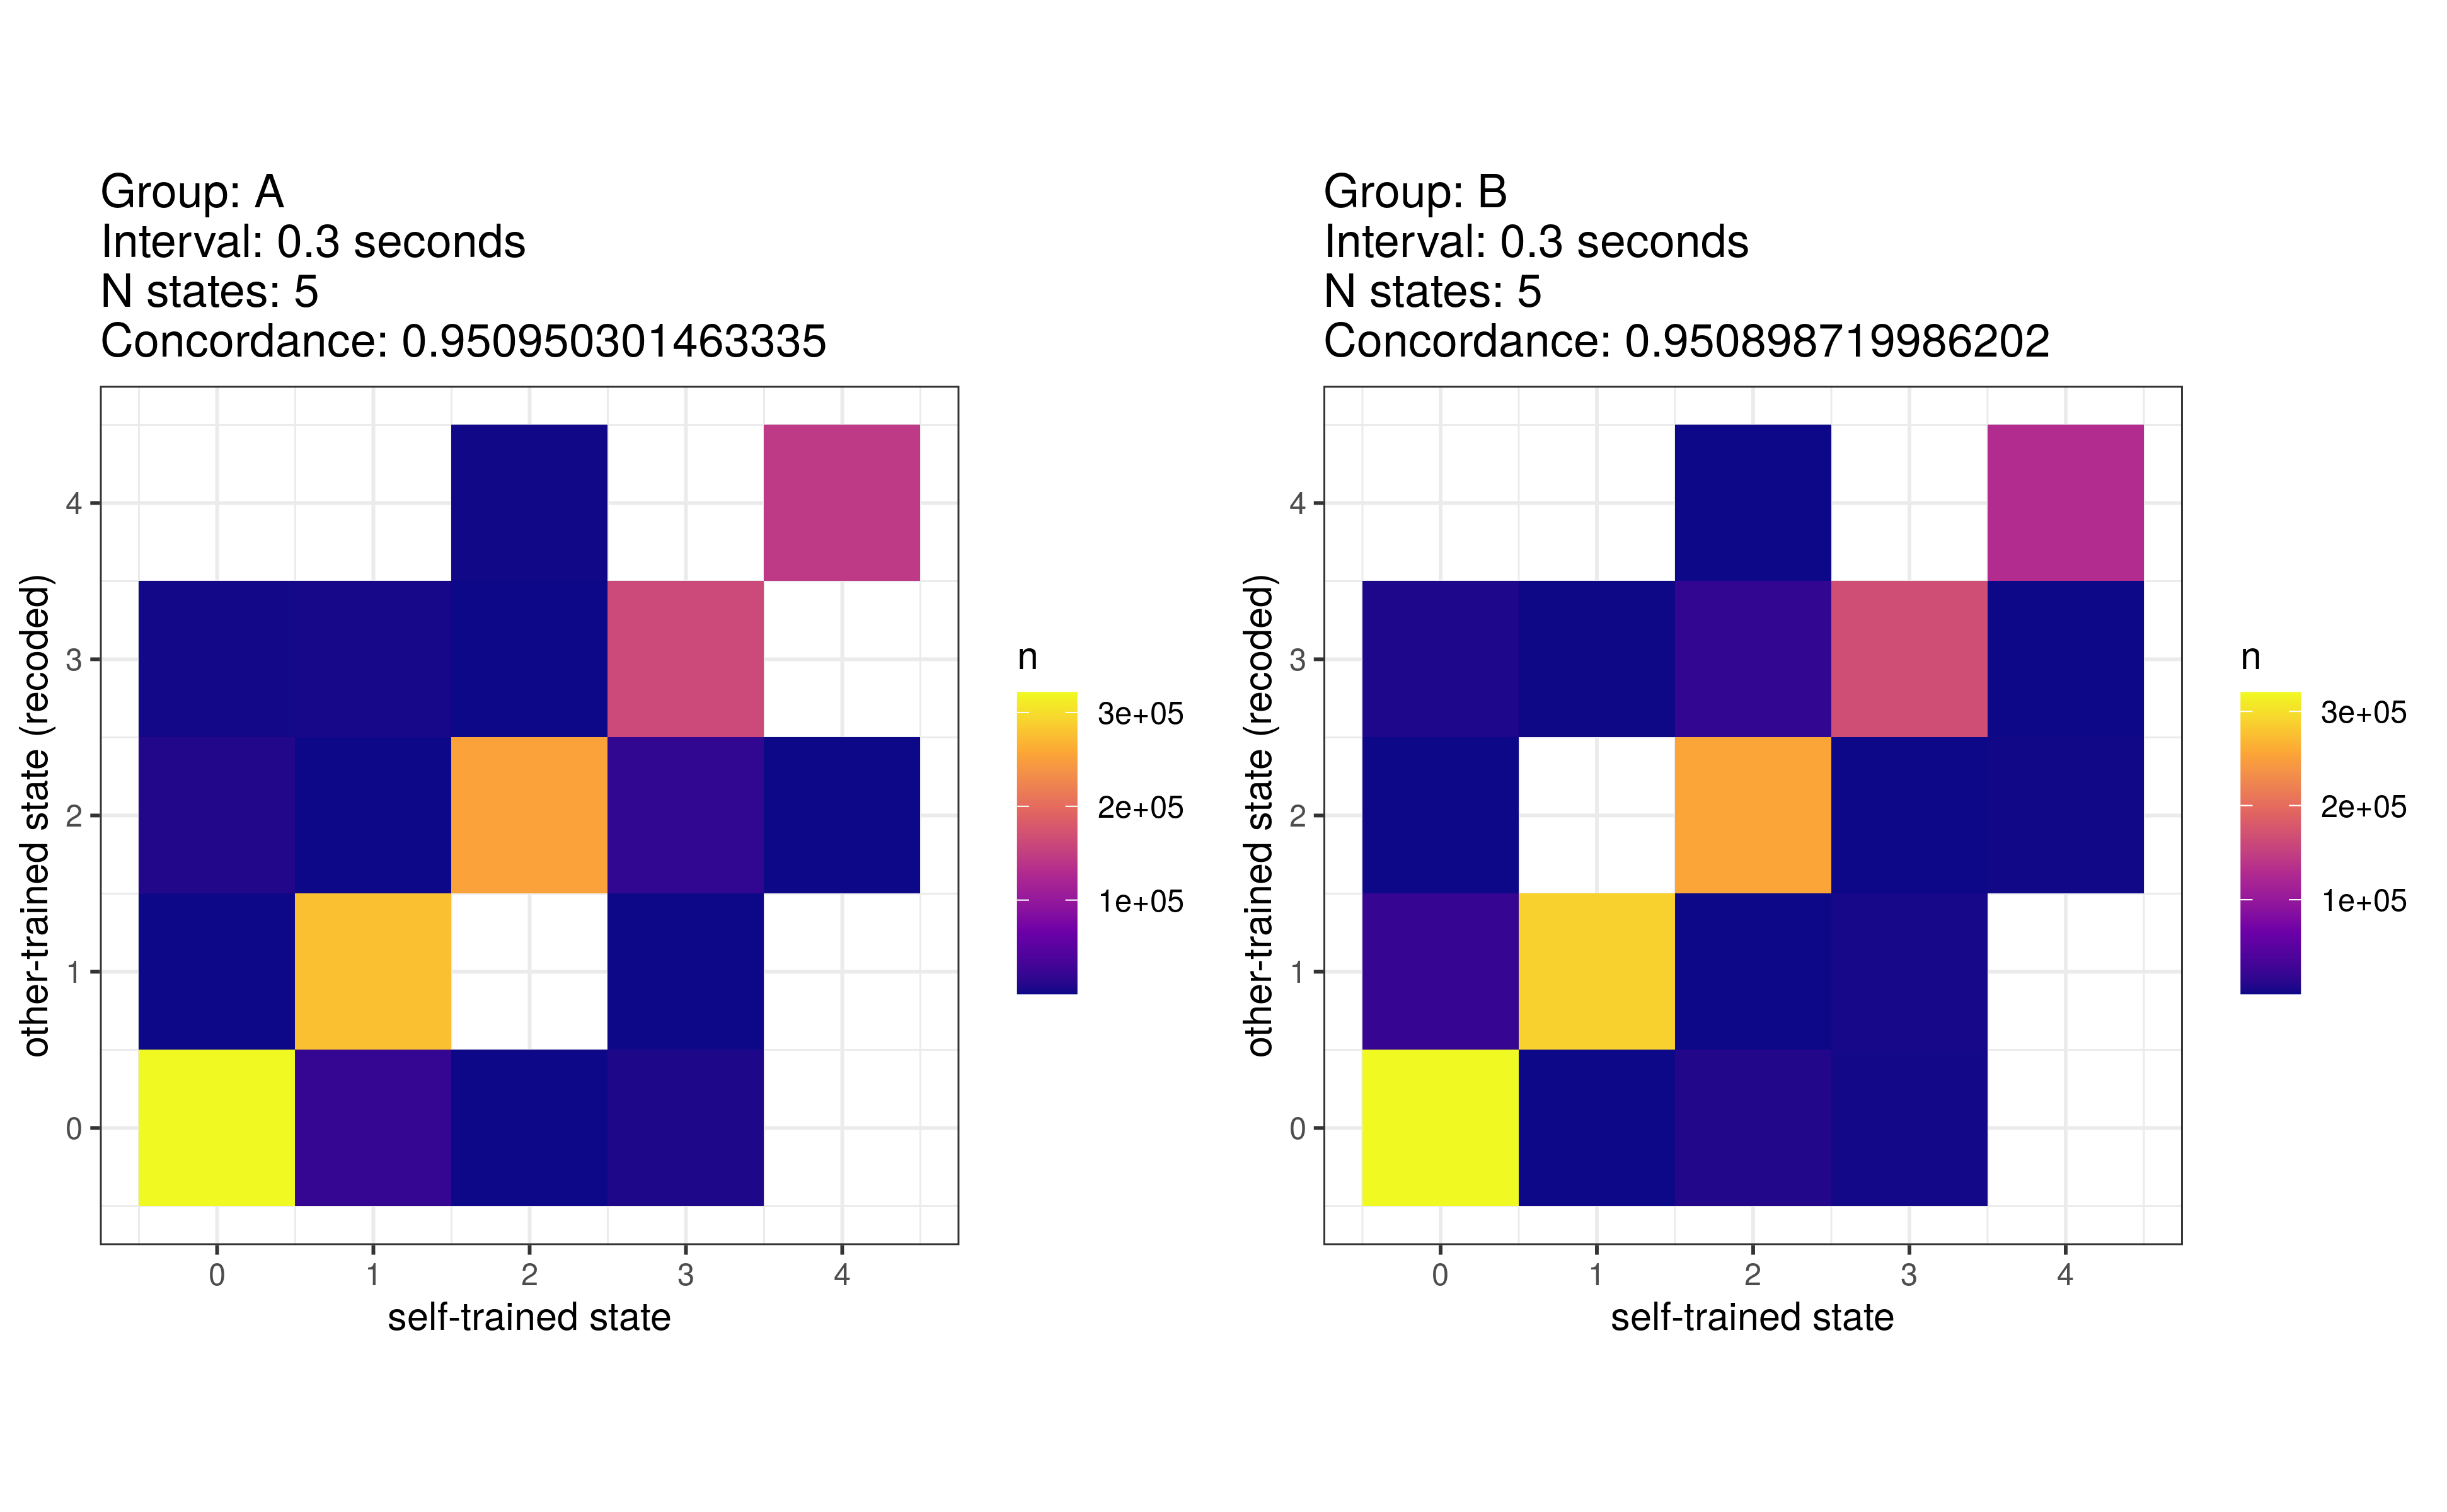 Group: A
Interval: 0.3 seconds
N states: 5
Concordance: 0.950950301463335
other-trained state (recoded)
4
3
2
1
0
0 1 2 3 4
self-trained state
n
3e+05
2e+05
1e+05
Group: B
Interval: 0.3 seconds
N states: 5
Concordance: 0.950898719986202
other-trained state (recoded)
4
3
2
1
0
0 1 2 3 4
self-trained state
n
3e+05
2e+05
1e+05